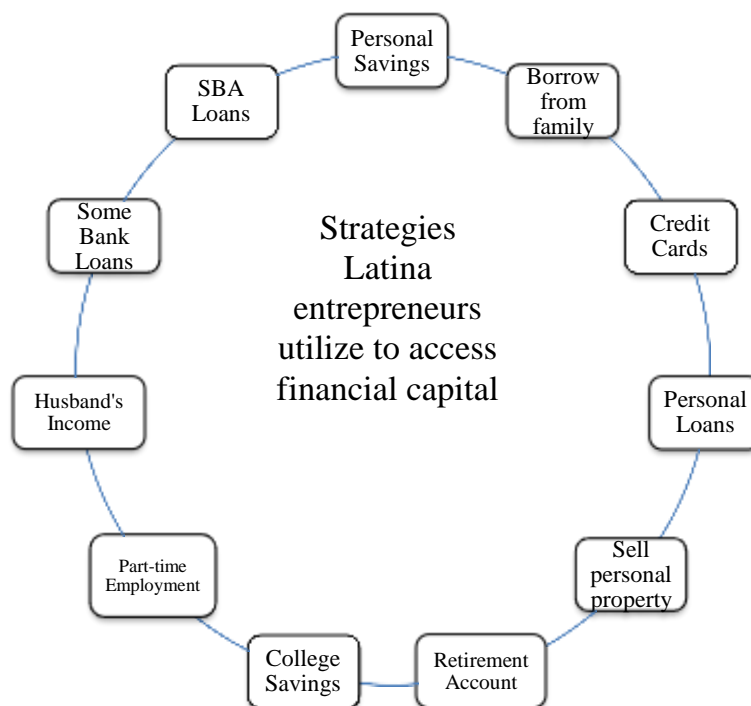 Personal
Savings
Borrow
from
family
Credit
Cards
Personal
Loans
Sell
personal
property
Retirement
Account
College
Savings
Part-time
Employment
Husband's
Income
Some
Bank
Loans
SBA
Loans
Strategies
Latina
entrepreneurs
utilize to access
financial capital